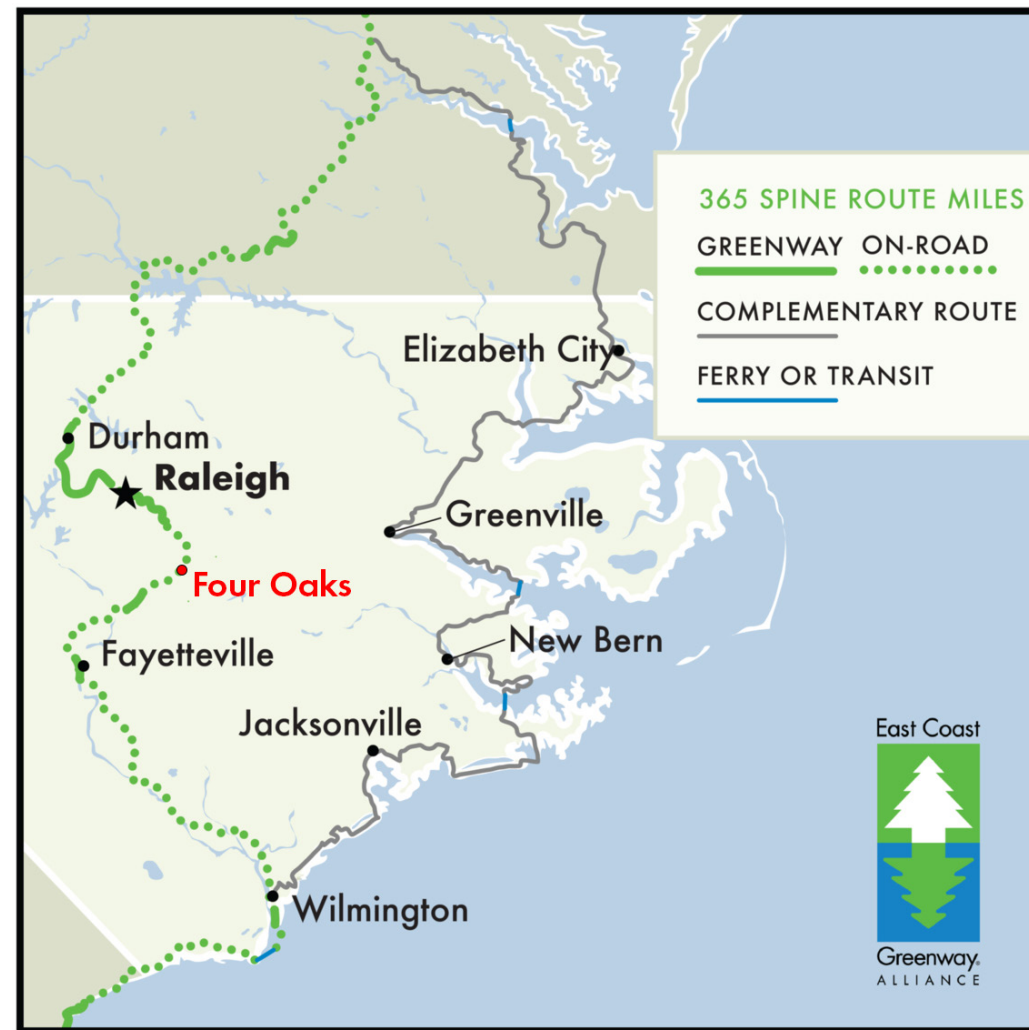 365 SPINE ROUTE MILES
GREENWAY ON-ROAD
COMPLEMENTARY ROUTE
FERRY OR TRANSIT
Elizabeth City
Durham
Raleigh
Greenville
Four Oaks
New Bern
Fayetteville
Jacksonville
Wilmington
East Coast
Greenway®
ALLIANCE